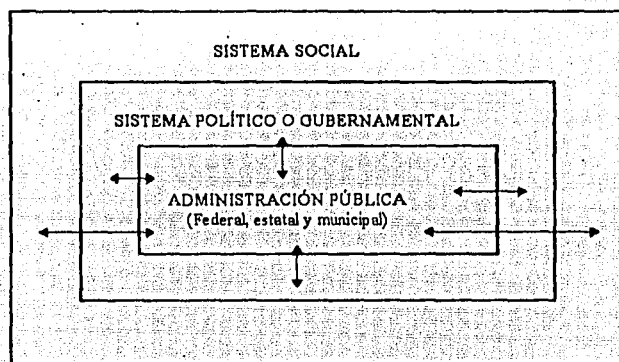 SISTEMA SOCIAL
SISTEMA POLÍTICO O GUBERNAMENTAL
ADMINISTRACIÓN PÚBLICA
(Federal, estatal y municipal)